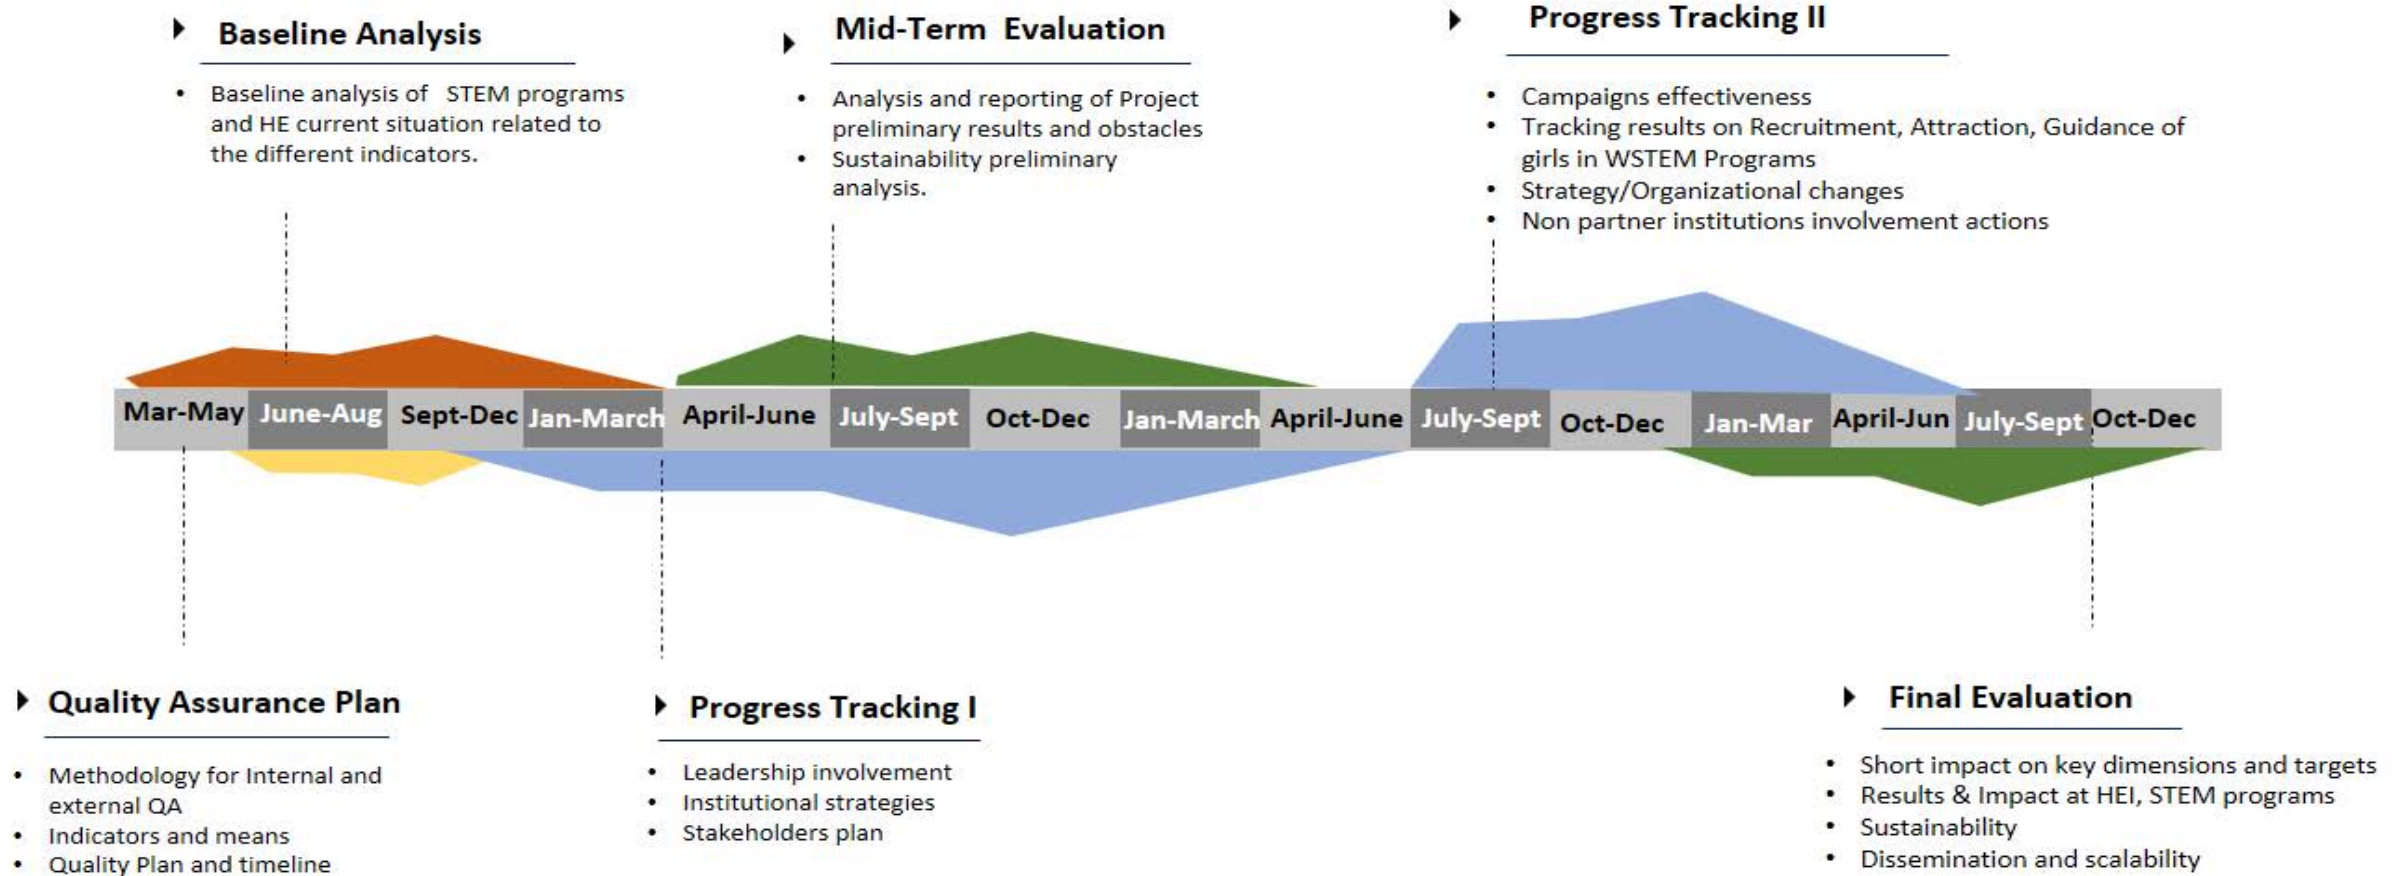 Baseline Analysis
• Baseline analysis of STEM programs
and HE current situation related to
the different indicators.
Mid-Term Evaluation
• Analysis and reporting of Project
preliminary results and obstacles
• Sustainability preliminary
analysis.
Progress Tracking II
• Campaigns effectiveness
• Tracking results on Recruitment, Attraction, Guidance of
girls in WSTEM Programs
• Strategy/Organizational changes
• Non partner institutions involvement actions
Mar-May June-Aug Sept-Dec Jan-March April-June July-Sept Oct-Dec Jan-March April-June July-Sept Oct-Dec Jan-Mar April-Jun July-Sept Oct-Dec
Quality Assurance Plan
• Methodology for Internal and
external QA
• Indicators and means
• Quality Plan and timeline
Progress Tracking I
• Leadership involvement
• Institutional strategies
• Stakeholders plan
Final Evaluation
• Short impact on key dimensions and targets
• Results & Impact at HEI, STEM programs
• Sustainability
• Dissemination and scalability